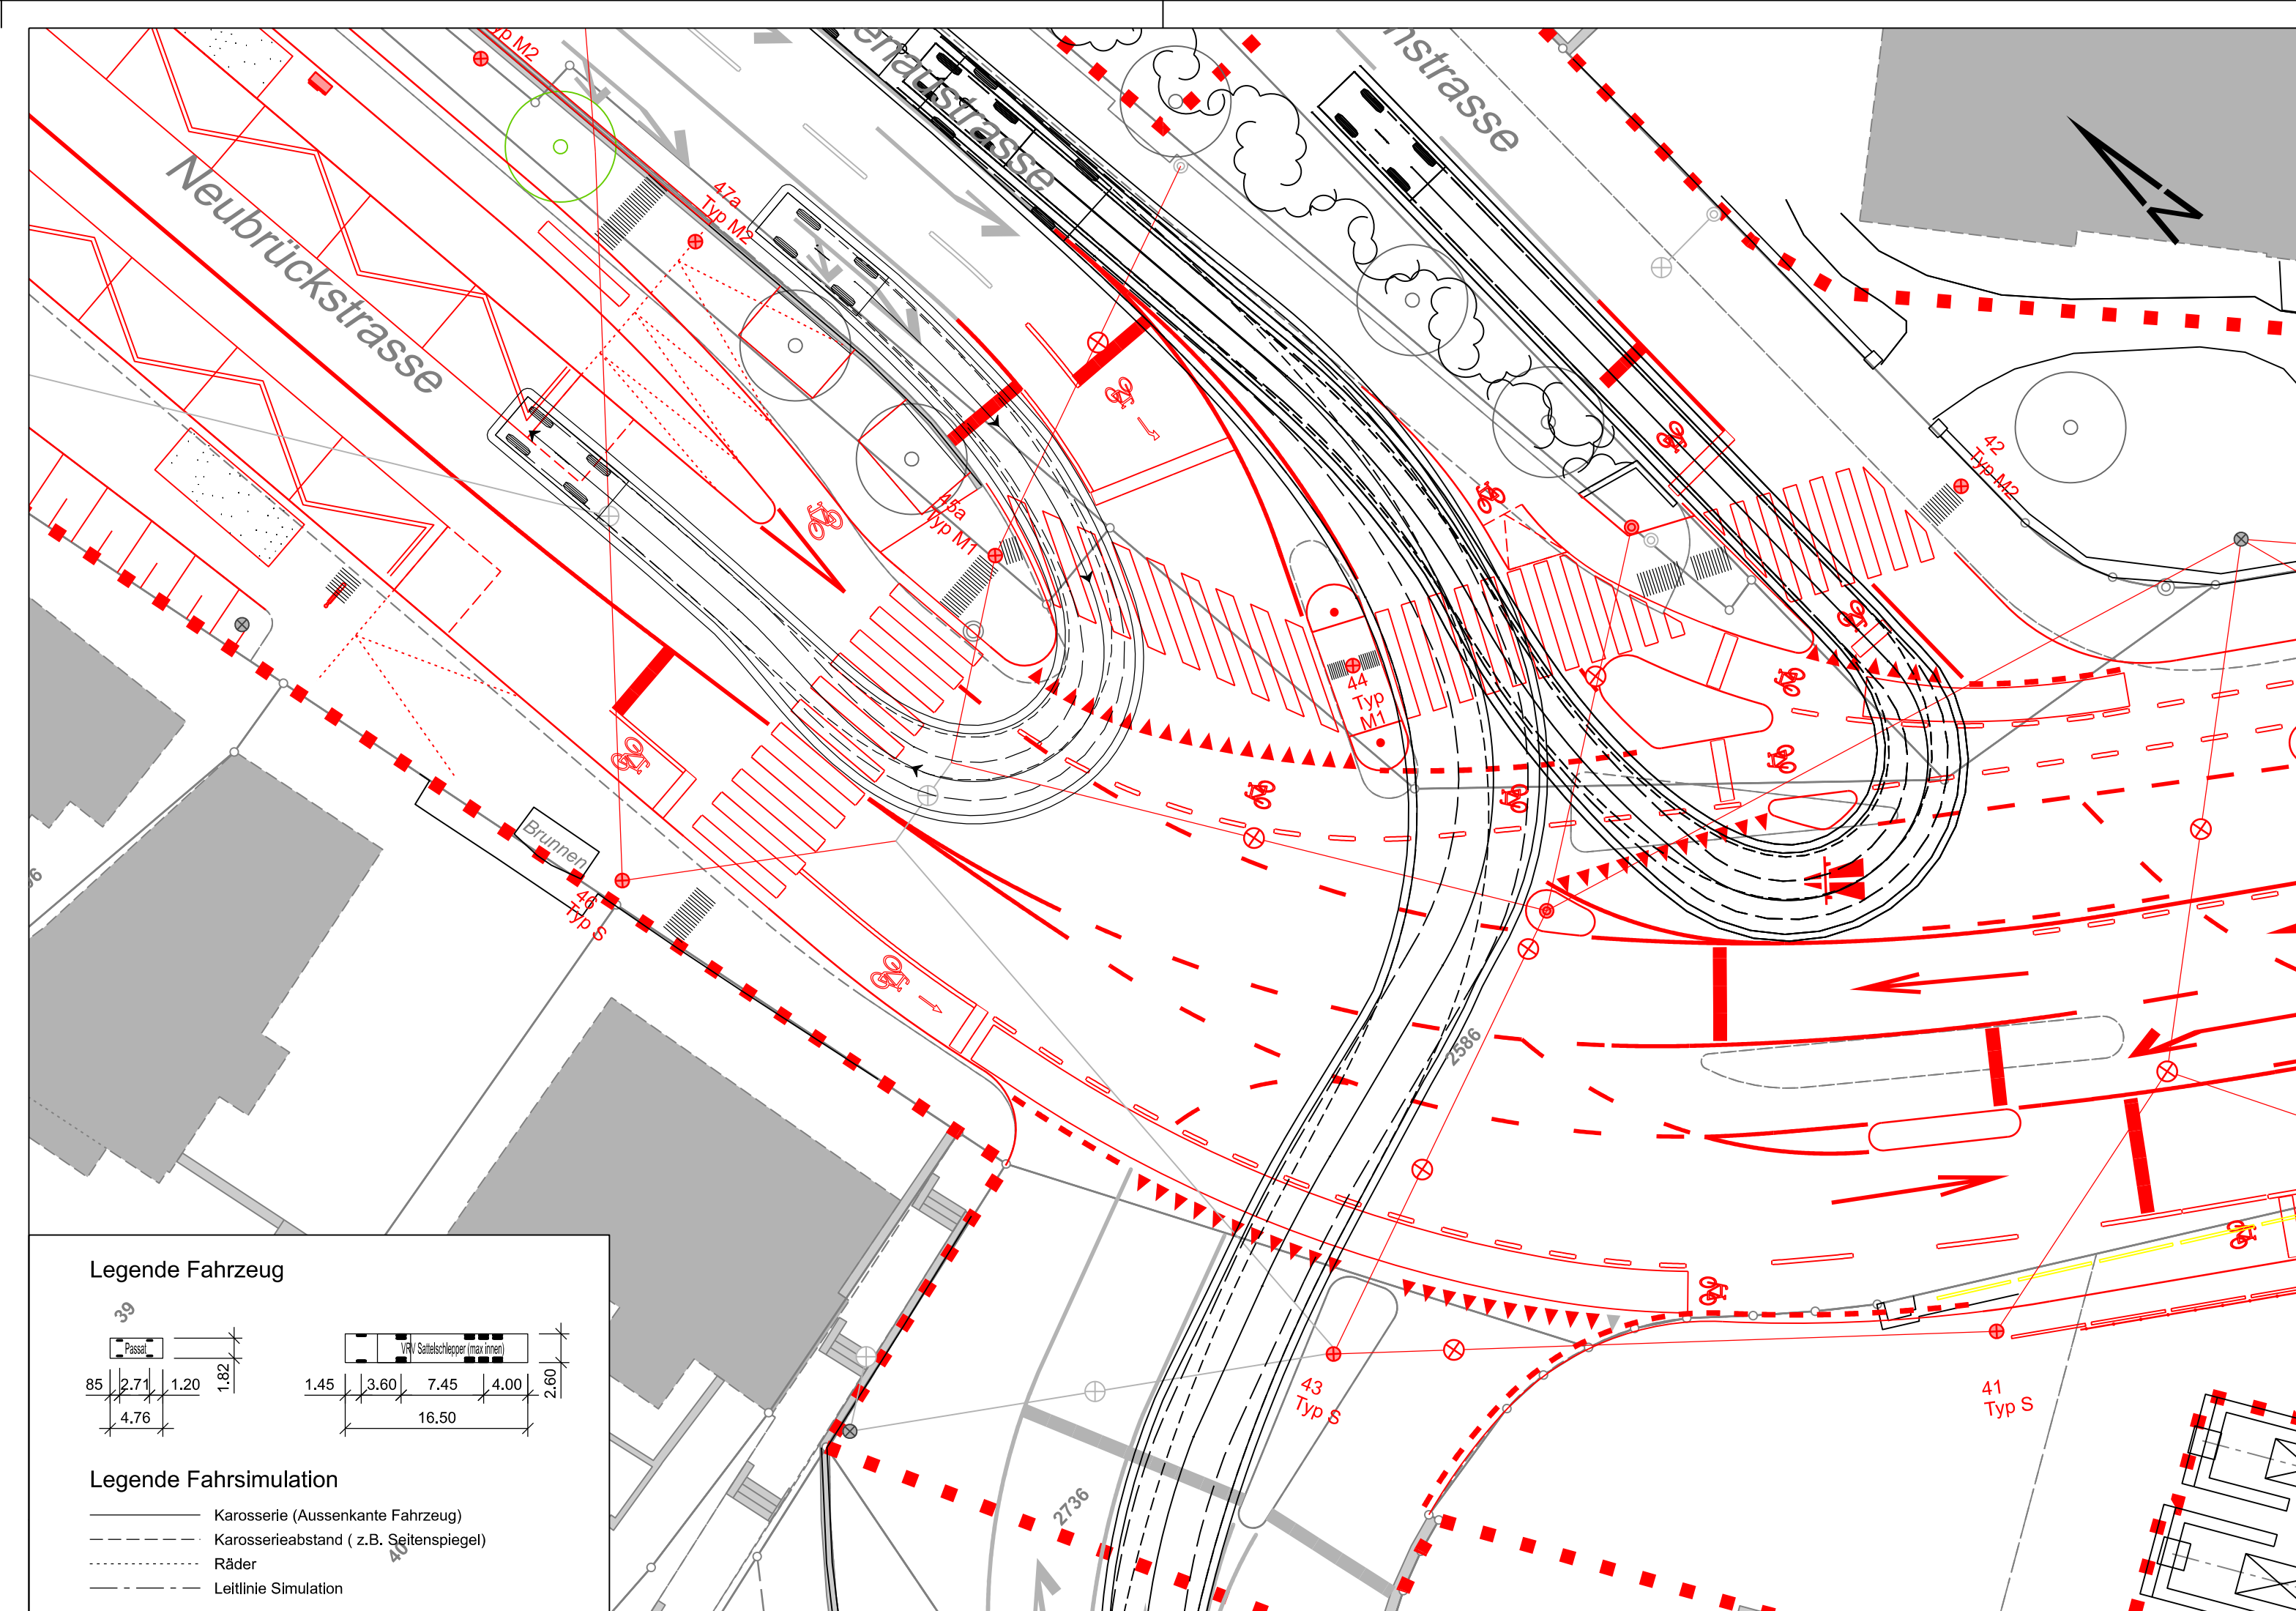 Typ M2
47a
Typ M2
Neubrückstrasse
42
Typ M2
45a
Typ M1
44
Typ
M1
Brunnen
46
Typ S
2586
43
Typ S
41
Typ S
2736
Legende Fahrzeug
39
Passat
85
2.71
1.20
1.82
4.76
VRV Sattelschlepper (max innen)
1.45
3.60
7.45
4.00
2.60
16.50
Legende Fahrsimulation
Karosserie (Aussenkante Fahrzeug)
Karosserieabstand ( z.B. Seitenspiegel)
40
Räder
Leitlinie Simulation